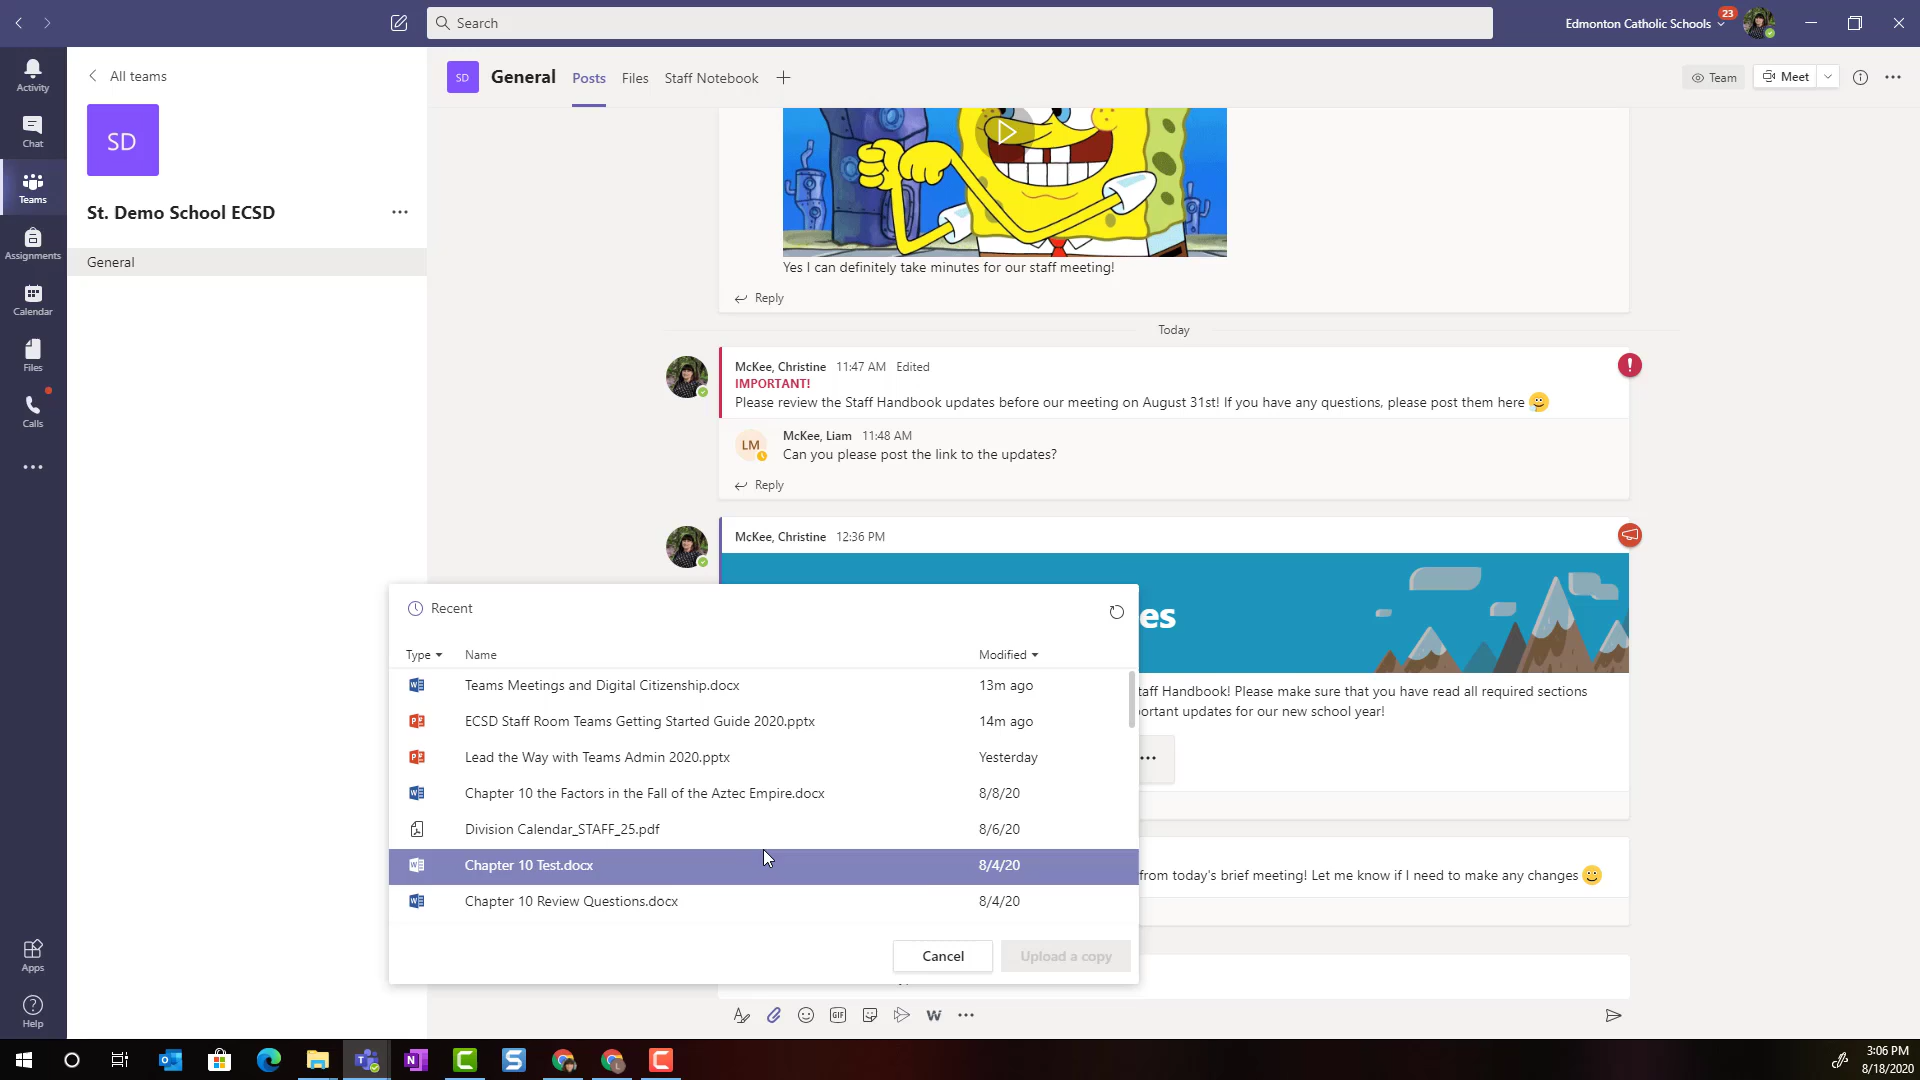 Search
Edmonton Catholic Schools
23
Activity
Chat
Teams
Assignments
Calendar
Files
Calls
Apps
Help
All teams
SD
St. Demo School ECSD
General
SD
General
Posts
Files
Staff Notebook
Team
Meet
Yes I can definitely take minutes for our staff meeting!
Reply
Today
McKee, Christine 11:47 AM Edited
IMPORTANT!
Please review the Staff Handbook updates before our meeting on August 31st! If you have any questions, please post them here
LM
McKee, Liam 11:48 AM
Can you please post the link to the updates?
Reply
McKee, Christine 12:36 PM
es
taff Handbook! Please make sure that you have read all required sections
ortant updates for our new school year!
from today's brief meeting! Let me know if I need to make any changes
Recent
Type Name Modified
Teams Meetings and Digital Citizenship.docx 13m ago
ECSD Staff Room Teams Getting Started Guide 2020.pptx 14m ago
Lead the Way with Teams Admin 2020.pptx Yesterday
Chapter 10 the Factors in the Fall of the Aztec Empire.docx 8/8/20
Division Calendar_STAFF_25.pdf 8/6/20
Chapter 10 Test.docx 8/4/20
Chapter 10 Review Questions.docx 8/4/20
Cancel
Upload a copy
GIF
3:06 PM
8/18/2020